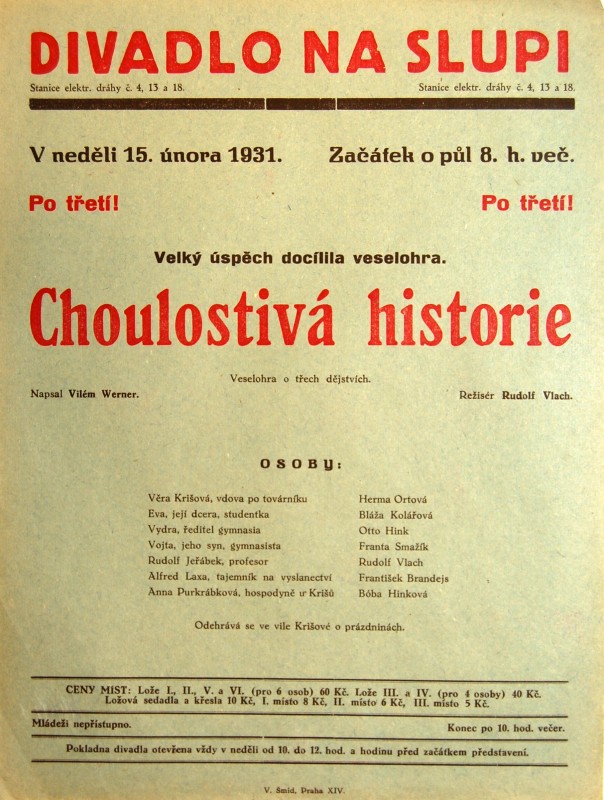 DIVADLO NA SLUPI
Stanice elektr. dráhy č. 4, 13 a 18. Stanice elektr. dráhy č. 4, 13 a 18.
V neděli 15. února 1931. Začátek o půl 8. h. več.
Po třetí! Po třetí!
Velký úspěch docílila veselohra.
Choulostivá historie
Veselohra o třech dějstvích.
Napsal Vilém Werner. Režisér Rudolf Vlach.
OSOBY:
Věra Krišová, vdova po továrníku Herma Ortová
Eva, její dcera, studentka Bláža Kolářová
Vydra, ředitel gymnasia Otto Hink
Vojta, jeho syn, gymnasista Franta Smažík
Rudolf Jeřábek, profesor Rudolf Vlach
Alfred Laxa, tajemník na vyslanectví František Brandejs
Anna Purkrábková, hospodyně u Krišů Bóba Hinková
Odehrává se ve vile Krišové o prázdninách.
CENY MÍST: Lože I., II., V. a VI. (pro 6 osob) 60 Kč. Lože III. a IV. (pro 4 osoby) 40 Kč.
Ložová sedadla a křesla 10 Kč, I. místo 8 Kč, II. místo 6 Kč, III. místo 5 Kč.
Mládeži nepřístupno. Konec po 10. hod. večer.
Pokladna divadla otevřena vždy v neděli od 10. do 12. hod. a hodinu před začátkem představení.
V. Šmíd, Praha XIV.